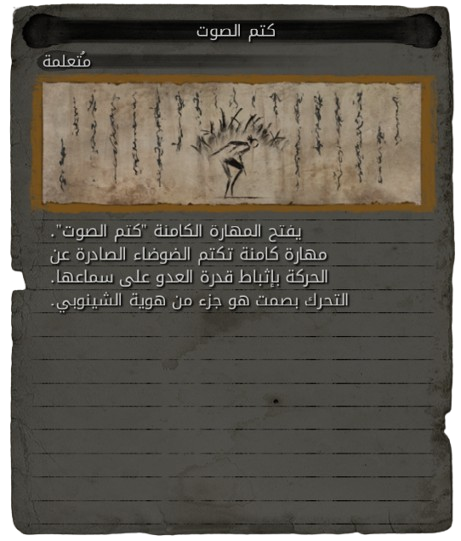 كتم الصوت
مُتعلمة
يفتح المهارة الكامنة "كتم الصوت".
مهارة كامنة تكتم الضوضاء الصادرة عن
الحركة بإثباط قدرة العدو على سماعها.
التحرك بصمت هو جزء من هوية الشينوبي.